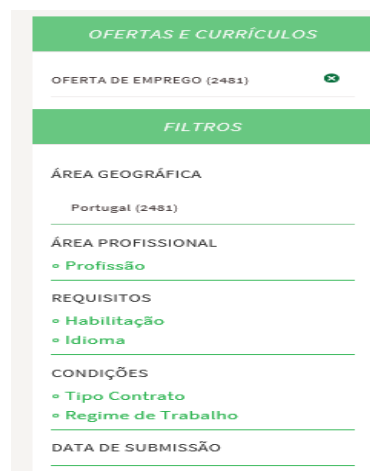 OFERTAS E CURRÍCULOS
OFERTA DE EMPREGO (2481)
FILTROS
ÁREA GEOGRÁFICA
Portugal (2481)
ÁREA PROFISSIONAL
Profissão
REQUISITOS
Habilitação
Idioma
CONDIÇÕES
Tipo Contrato
Regime de Trabalho
DATA DE SUBMISSÃO